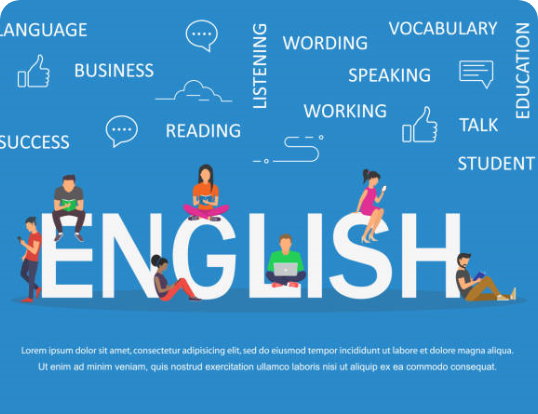 LANGUAGE
BUSINESS
SUCCESS
READING
LISTENING
WORDING
VOCABULARY
SPEAKING
WORKING
TALK
STUDENT
EDUCATION
ENGLISH
Lorem ipsum dolor sit amet, consectetur adipisicing elit, sed do eiusmod tempor incididunt ut labore et dolore magna aliqua.
Ut enim ad minim veniam, quis nostrud exercitation ullamco laboris nisi ut aliquip ex ea commodo consequat.